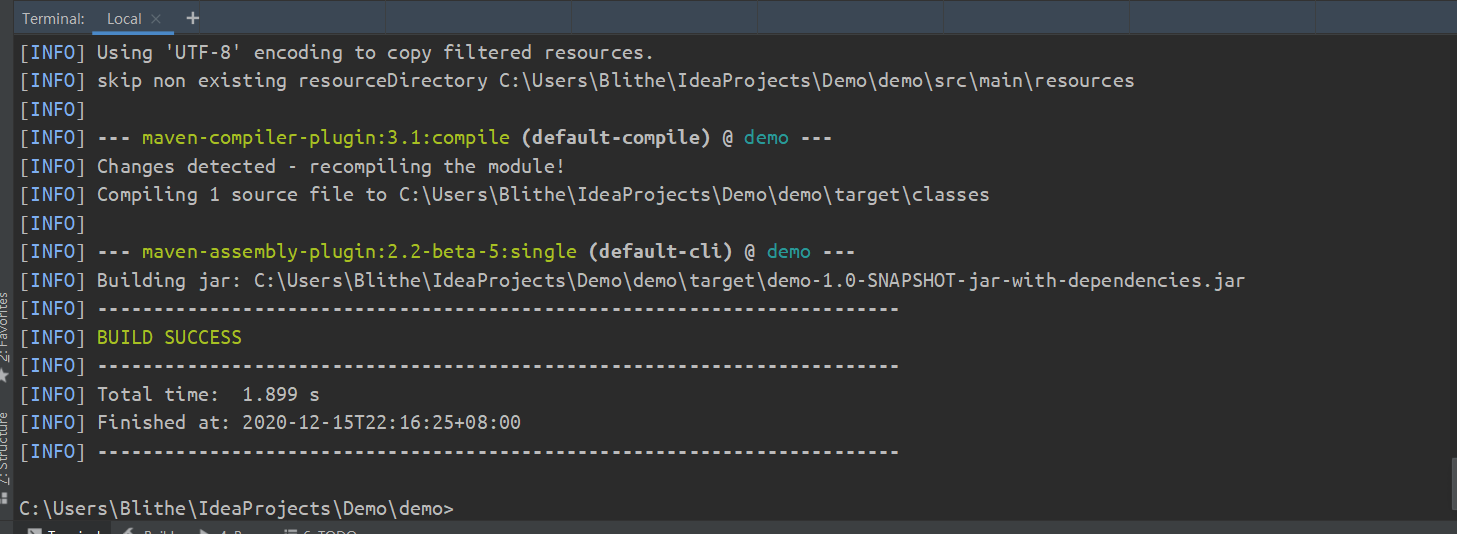 Terminal: Local × +
[INFO] Using 'UTF-8' encoding to copy filtered resources.
[INFO] skip non existing resourceDirectory C:\Users\Blithe\IdeaProjects\Demo\demo\src\main\resources
[INFO]
[INFO] --- maven-compiler-plugin:3.1:compile (default-compile) @ demo ---
[INFO] Changes detected - recompiling the module!
[INFO] Compiling 1 source file to C:\Users\Blithe\IdeaProjects\Demo\demo\target\classes
[INFO]
[INFO] --- maven-assembly-plugin:2.2-beta-5:single (default-cli) @ demo ---
[INFO] Building jar: C:\Users\Blithe\IdeaProjects\Demo\demo\target\demo-1.0-SNAPSHOT-jar-with-dependencies.jar
[INFO] ------------------------------------------------------------------------
[INFO] BUILD SUCCESS
[INFO] ------------------------------------------------------------------------
[INFO] Total time:  1.899 s
[INFO] Finished at: 2020-12-15T22:16:25+08:00
[INFO] ------------------------------------------------------------------------
C:\Users\Blithe\IdeaProjects\Demo\demo>
2: Favorites
7: Structure